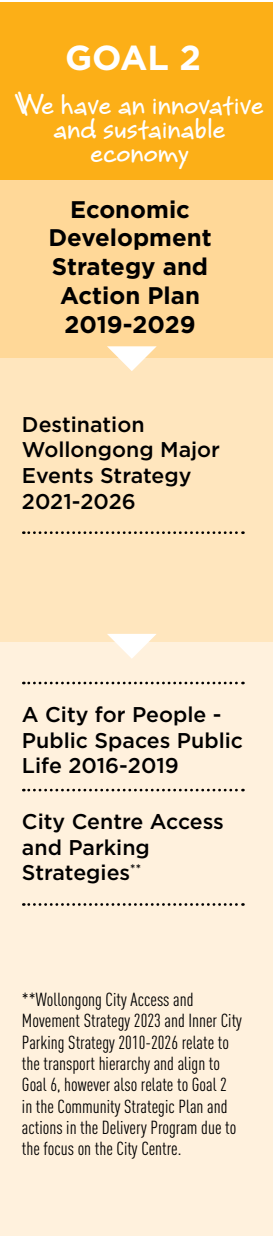 GOAL 2
We have an innovative
and sustainable
economy
Economic
Development
Strategy and
Action Plan
2019-2029
Destination
Wollongong Major
Events Strategy
2021-2026
A City for People -
Public Spaces Public
Life 2016-2019
City Centre Access
and Parking
Strategies**
**Wollongong City Access and
Movement Strategy 2023 and Inner City
Parking Strategy 2010-2026 relate to
the transport hierarchy and align to
Goal 6, however also relate to Goal 2
in the Community Strategic Plan and
actions in the Delivery Program due to
the focus on the City Centre.